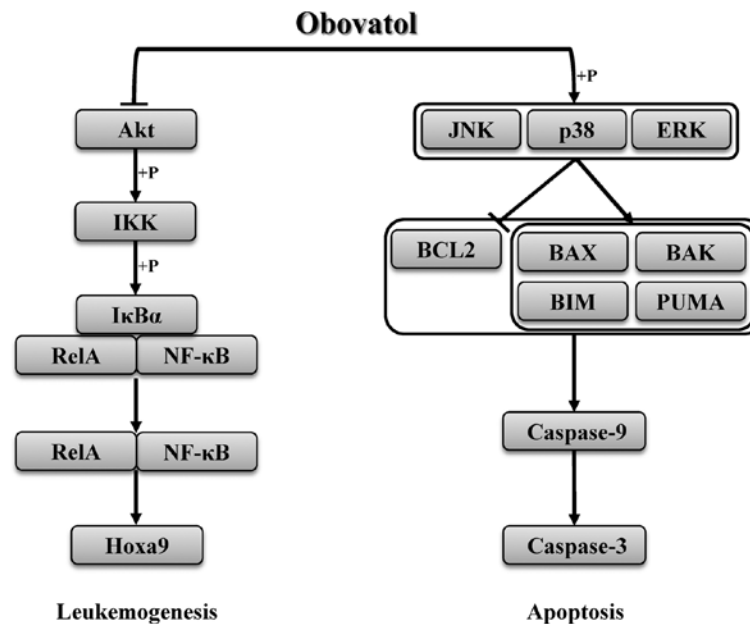 Obovatol
+P
Akt
JNK p38 ERK
+P
IKK
+P
BCL2 BAX BAK
BIM PUMA
IκBα
RelA NF-κB
Caspase-9
RelA NF-κB
Hoxa9 Caspase-3
Leukemogenesis Apoptosis